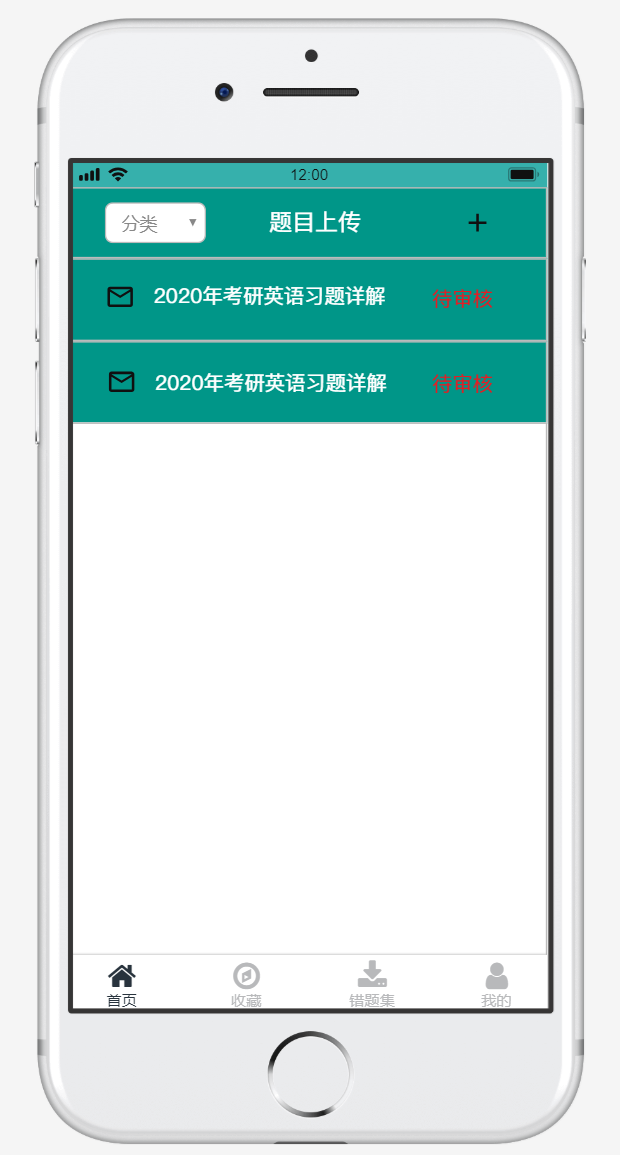 12:00
分类 题目上传 +
2020年考研英语习题详解 待审核
2020年考研英语习题详解 待审核
首页 收藏 错题集 我的